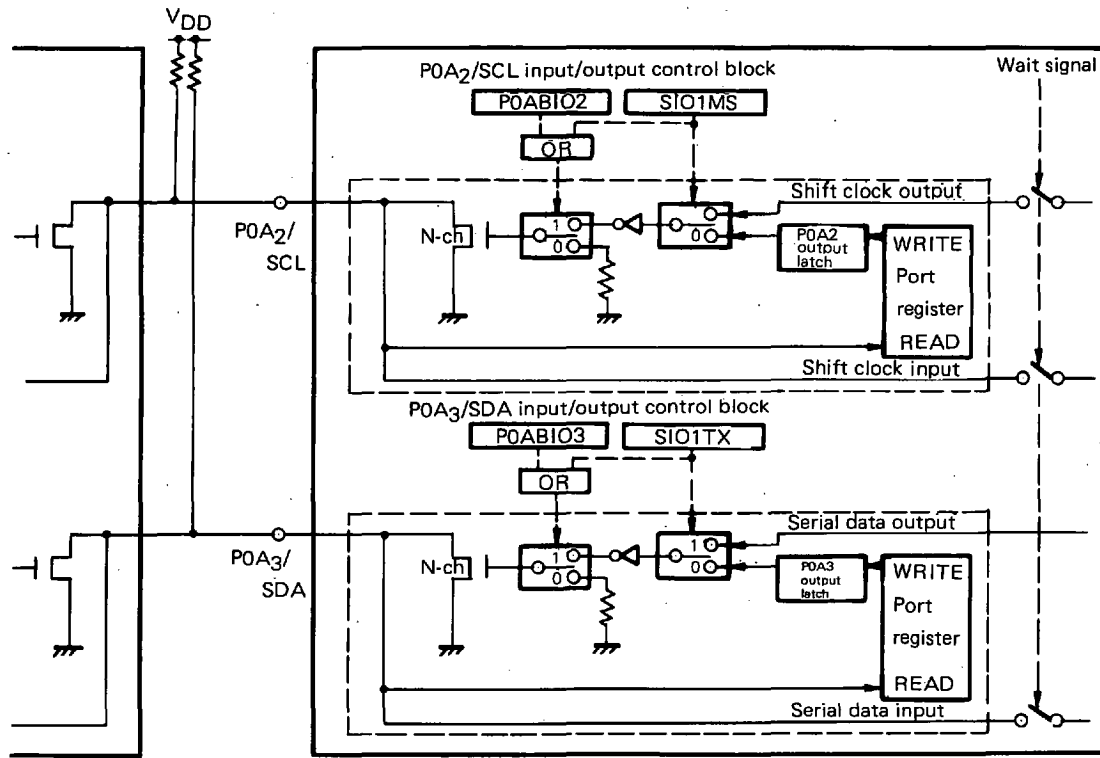 VDD
P0A2/SCL input/output control block
Wait signal
P0ABIO2
SIO1MS
OR
Shift clock output
P0A2/
SCL
N-ch
1
0
1
0
P0A2
output
latch
WRITE
Port
register
READ
Shift clock input
P0A3/SDA input/output control block
P0ABIO3
SIO1TX
OR
Serial data output
P0A3/
SDA
N-ch
1
0
1
0
P0A3
output
latch
WRITE
Port
register
READ
Serial data input